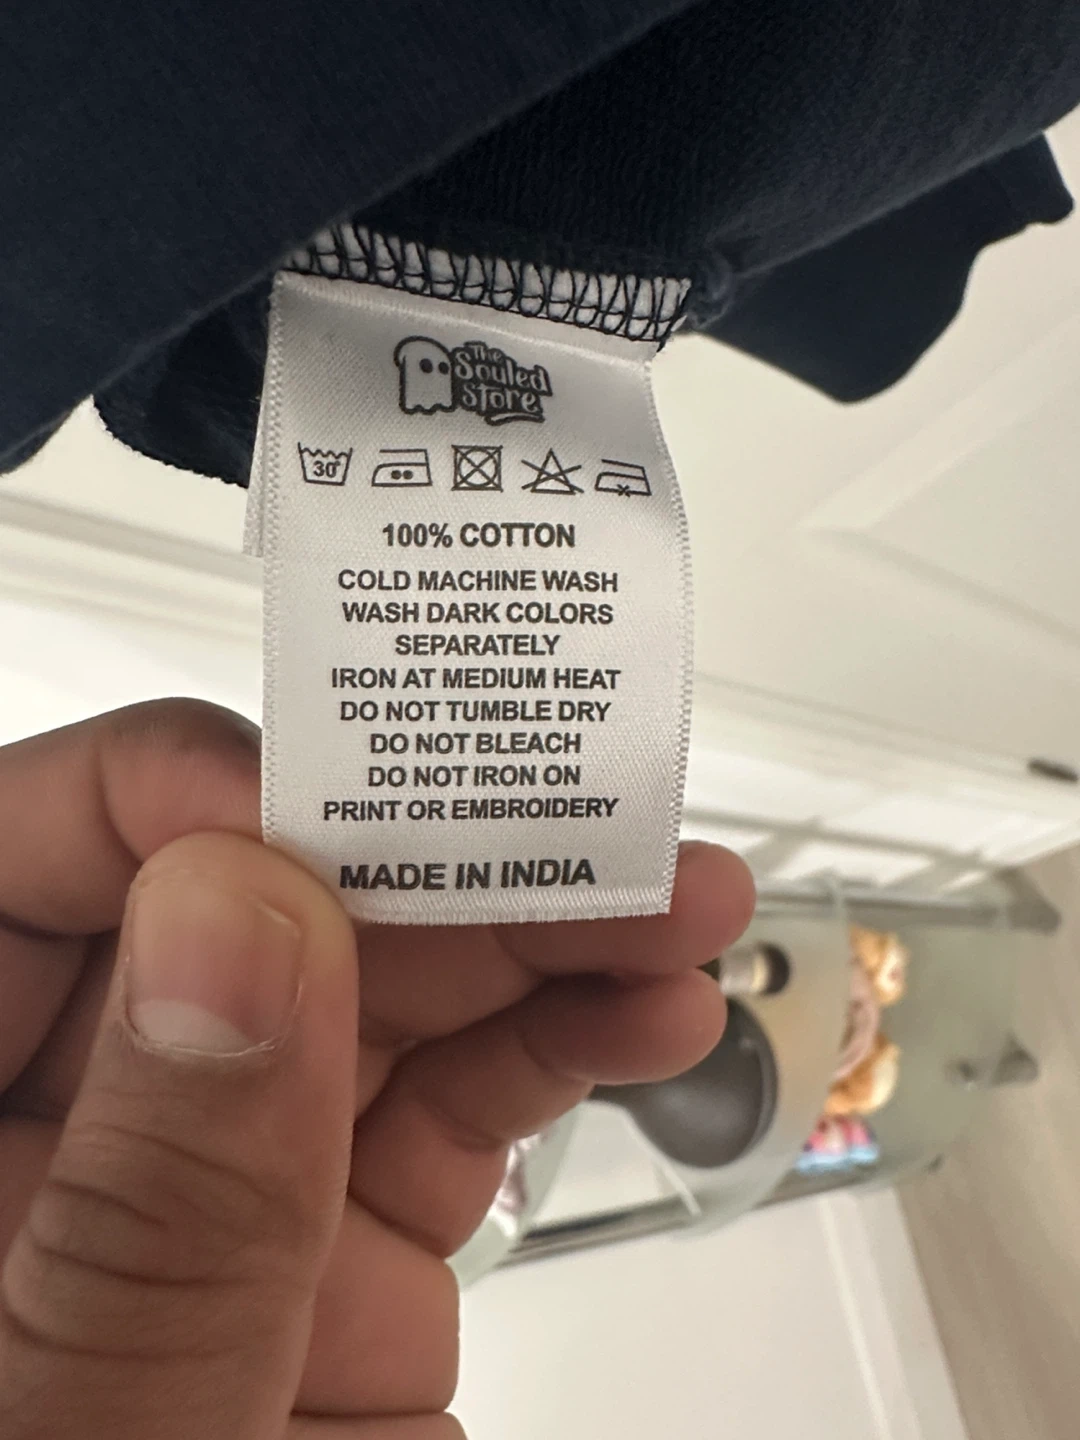 The
Souled
Store
30°
100% COTTON
COLD MACHINE WASH
WASH DARK COLORS
SEPARATELY
IRON AT MEDIUM HEAT
DO NOT TUMBLE DRY
DO NOT BLEACH
DO NOT IRON ON
PRINT OR EMBROIDERY
MADE IN INDIA